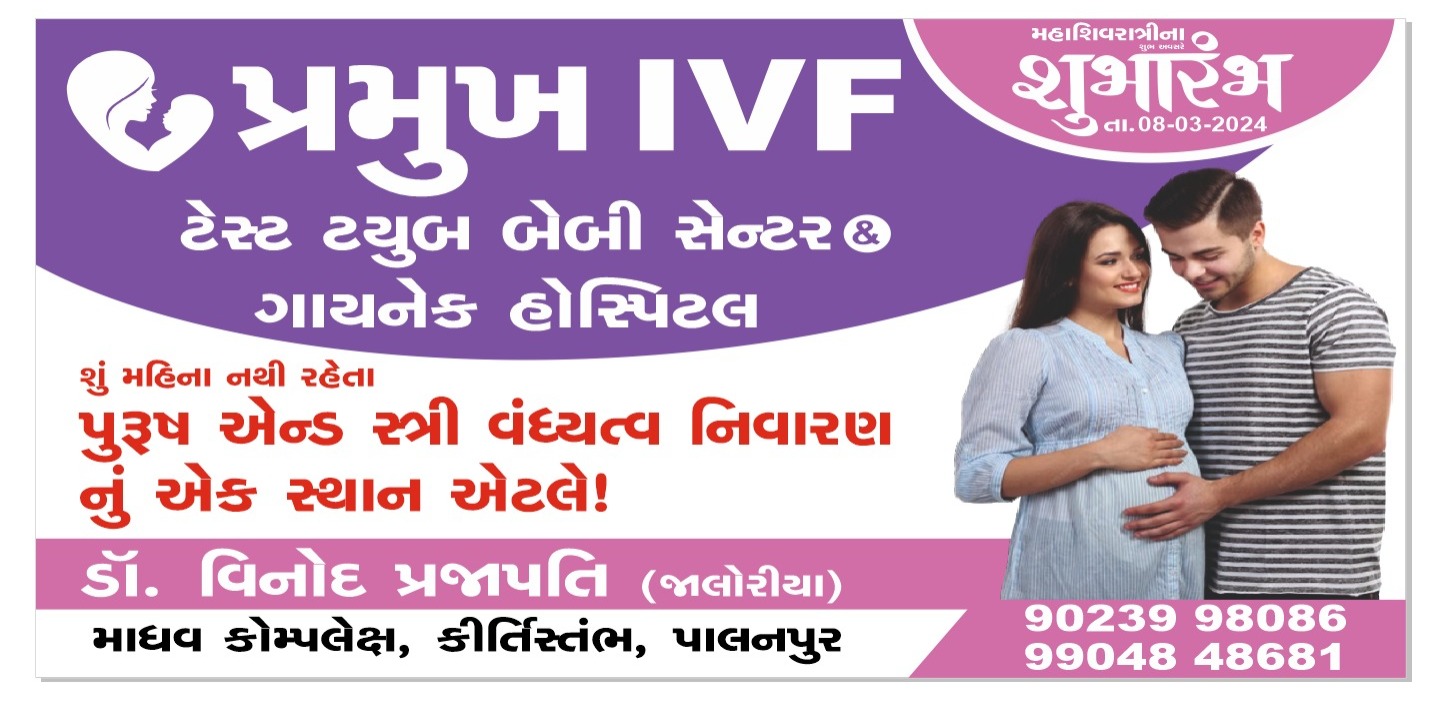 મહાશિવરાત્રીના
શુભ અવસરે
શુભારંભ
તા.08-03-2024
પ્રમુખ IVF
ટેસ્ટ ટયુબ બેબી સેન્ટર &
ગાયનેક હોસ્પિટલ
શું મહિના નથી રહેતા
પુરૂષ એન્ડ સ્ત્રી વંધ્યત્વ નિવારણ
નું એક સ્થાન એટલે!
ડૉ. વિનોદ પ્રજાપતિ (જાલોરીયા)
માધવ કોમ્પલેક્ષ, કીર્તિસ્તંભ, પાલનપુર
90239 98086
99048 48681